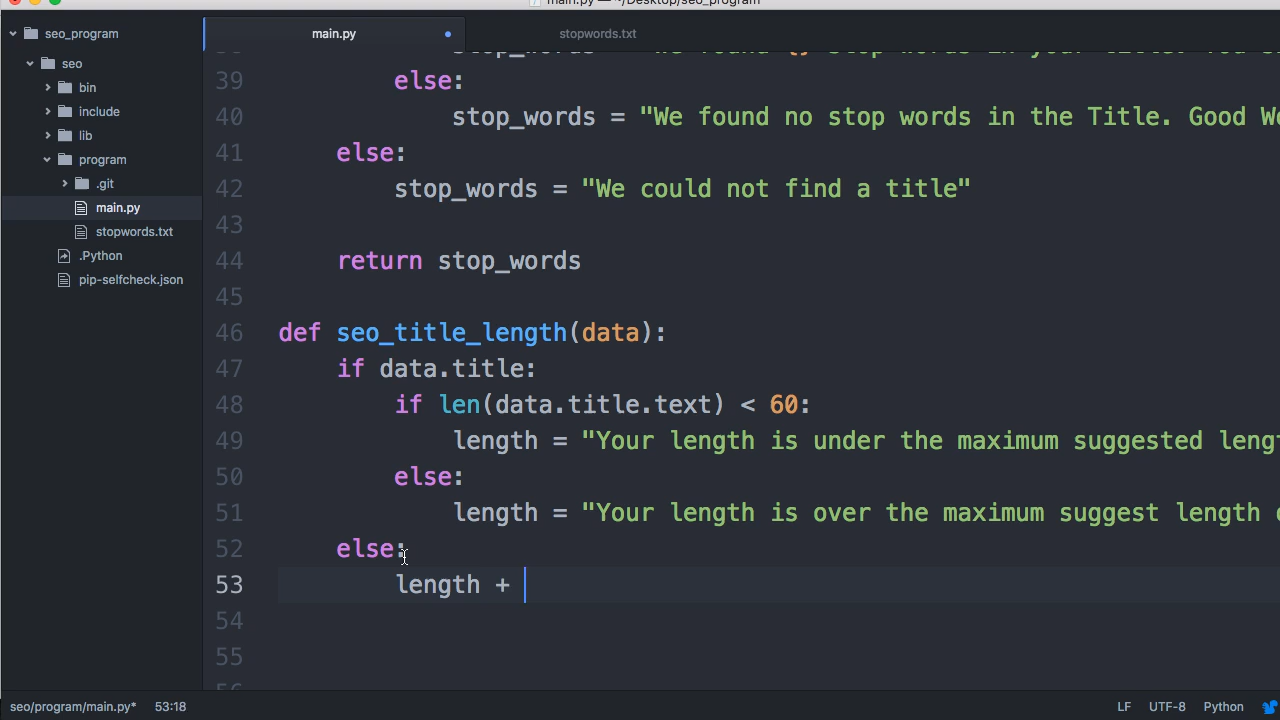 main.py — ~/Desktop/seo_program
seo_program
seo
bin
include
lib
program
.git
main.py
stopwords.txt
.Python
pip-selfcheck.json
main.py
stopwords.txt
39 else:
40 stop_words = "We found no stop words in the Title. Good
41 else:
42 stop_words = "We could not find a title"
43
44 return stop_words
45
46 def seo_title_length(data):
47 if data.title:
48 if len(data.title.text) < 60:
49 length = "Your length is under the maximum suggested
50 else:
51 length = "Your length is over the maximum suggest length
52 else:
53 length +
54
55
seo/program/main.py* 53:18 LF UTF-8 Python